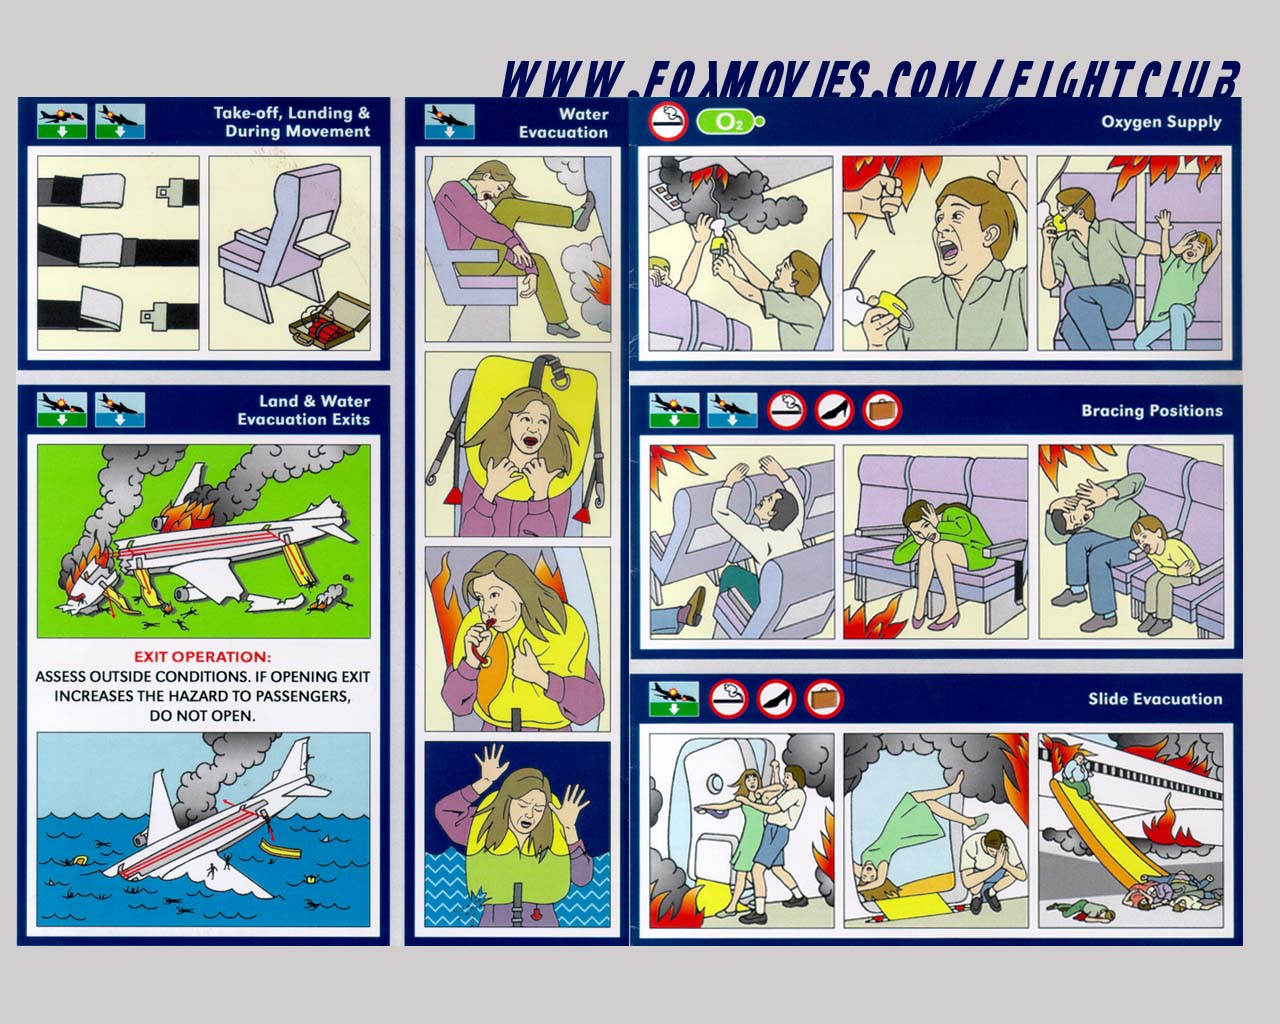 WWW.FOXMOVIES.COM/FIGHTCLUB
Take-off, Landing &
During Movement
Land & Water
Evacuation Exits
EXIT OPERATION:
ASSESS OUTSIDE CONDITIONS. IF OPENING EXIT
INCREASES THE HAZARD TO PASSENGERS,
DO NOT OPEN.
Water
Evacuation
O2
Oxygen Supply
Bracing Positions
Slide Evacuation